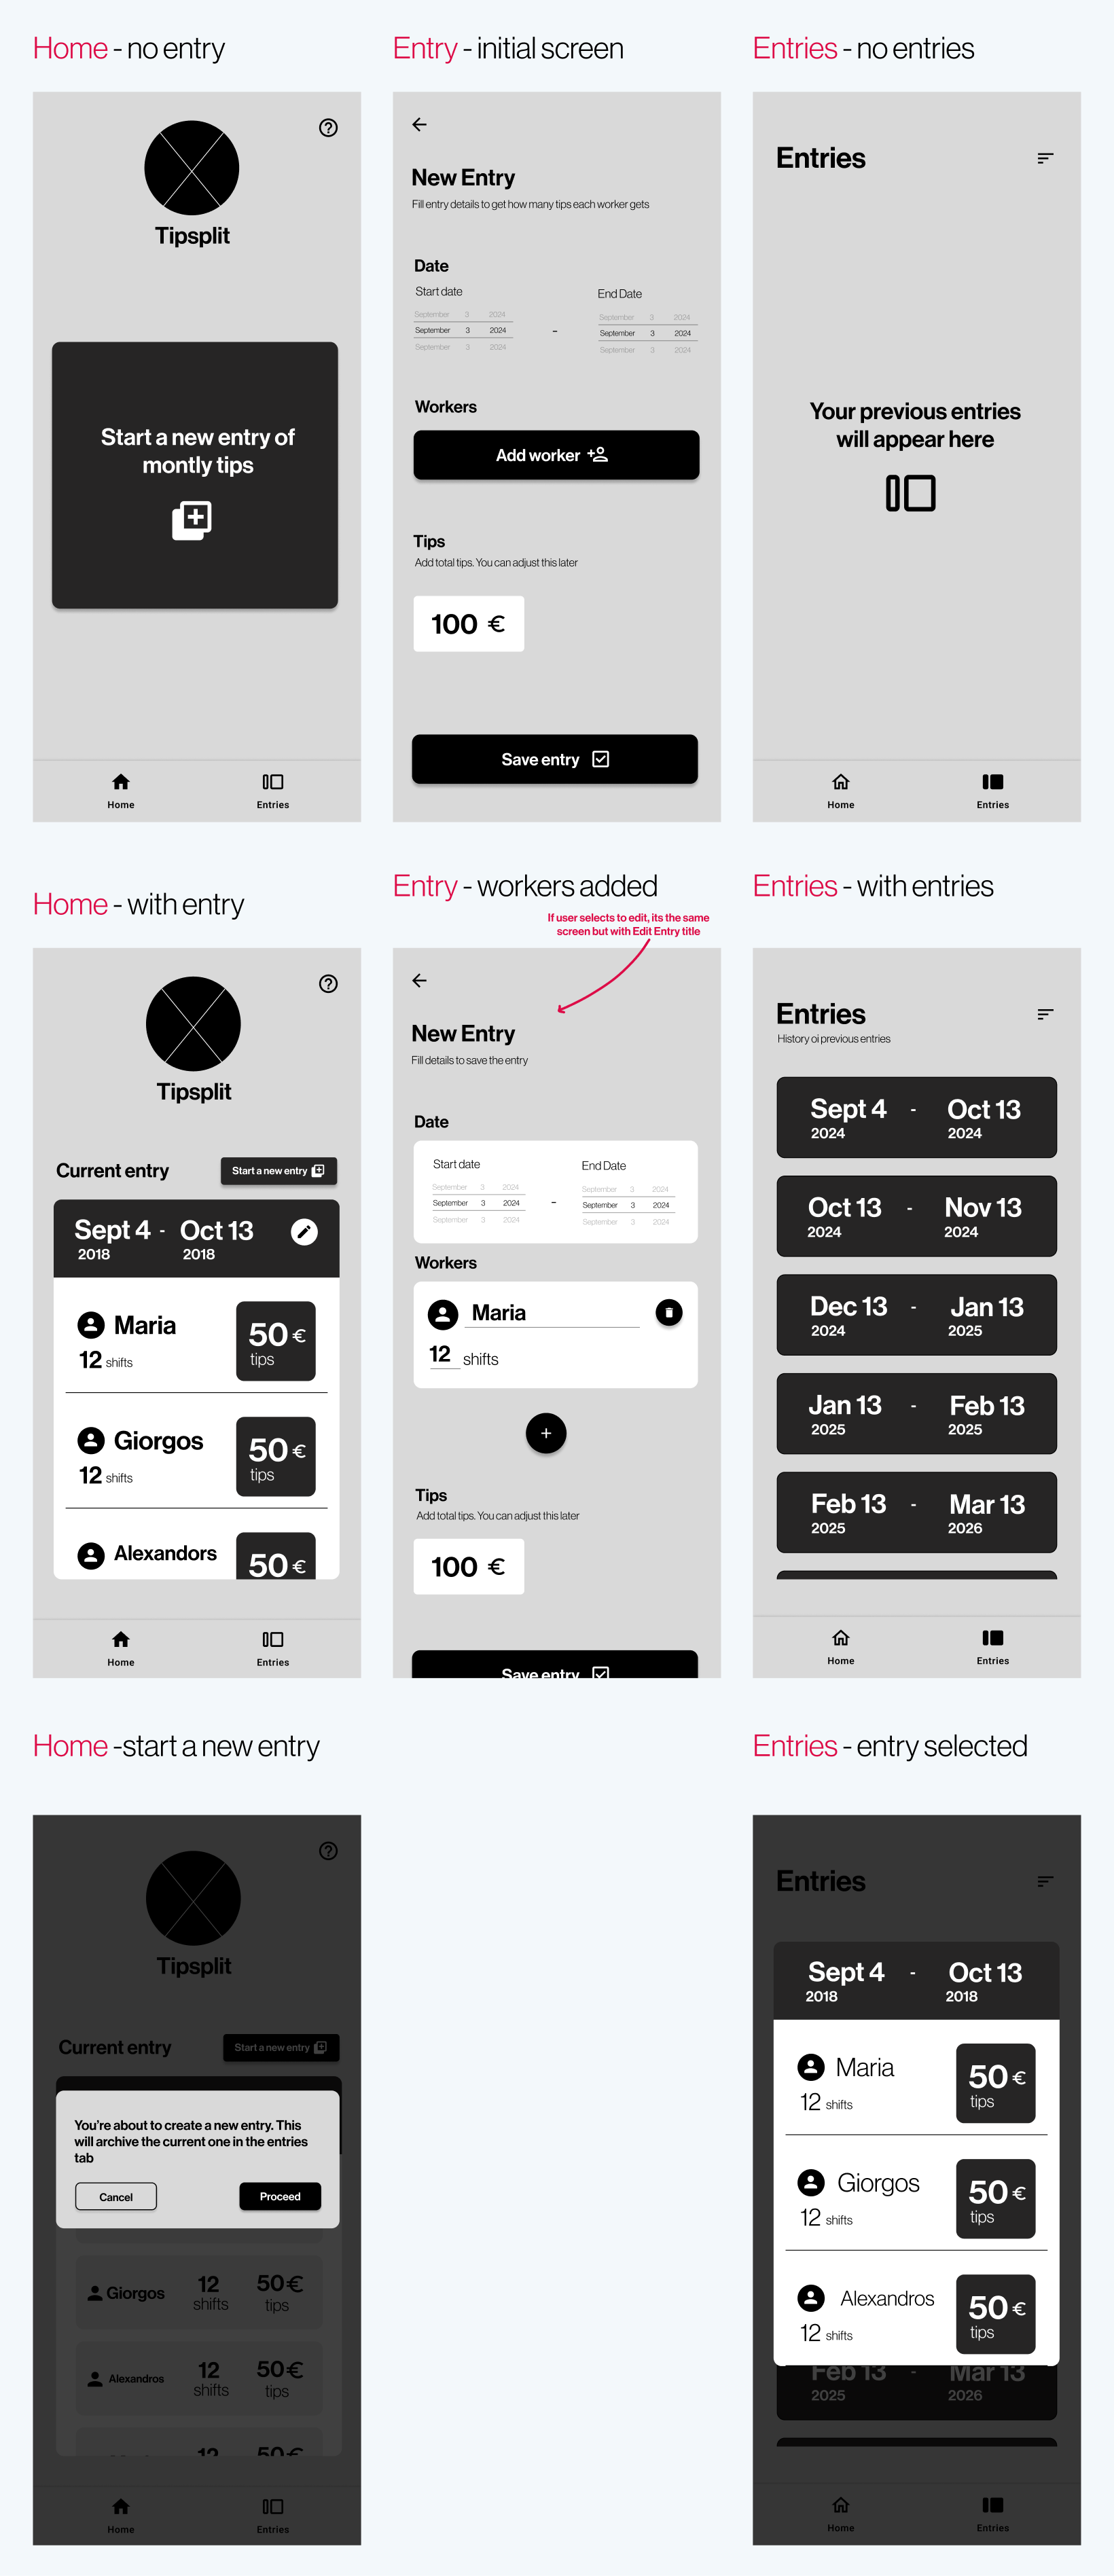 Home - no entry
Tipsplit
Start a new entry of
montly tips
Home
Entries
Entry - initial screen
New Entry
Fill entry details to get how many tips each worker gets
Date
Start date
End Date
September 3 2024
September 3 2024
September 3 2024
-
September 3 2024
September 3 2024
September 3 2024
Workers
Add worker
Tips
Add total tips. You can adjust this later
100 €
Save entry
Entries - no entries
Entries
Your previous entries
will appear here
Home
Entries
Home - with entry
Tipsplit
Current entry
Start a new entry
Sept 4 - Oct 13
2018 2018
Maria
12 shifts
50 €
tips
Giorgos
12 shifts
50 €
tips
Alexandors
50 €
Home
Entries
Entry - workers added
If user selects to edit, its the same
screen but with Edit Entry title
New Entry
Fill details to save the entry
Date
Start date
End Date
September 3 2024
September 3 2024
September 3 2024
-
September 3 2024
September 3 2024
September 3 2024
Workers
Maria
12 shifts
Tips
Add total tips. You can adjust this later
100 €
Save entry
Entries - with entries
Entries
History oi previous entries
Sept 4 - Oct 13
2024 2024
Oct 13 - Nov 13
2024 2024
Dec 13 - Jan 13
2024 2025
Jan 13 - Feb 13
2025 2025
Feb 13 - Mar 13
2025 2026
Home
Entries
Home -start a new entry
Tipsplit
Current entry
Start a new entry
You're about to create a new entry. This
will archive the current one in the entries
tab
Cancel
Proceed
Giorgos
12
shifts
50€
tips
Alexandros
12
shifts
50€
tips
12
50€
Home
Entries
Entries - entry selected
Entries
Sept 4 - Oct 13
2018 2018
Maria
12 shifts
50 €
tips
Giorgos
12 shifts
50 €
tips
Alexandros
12 shifts
50 €
tips
Feb 13 - Mar 13
2025 2026
Home
Entries